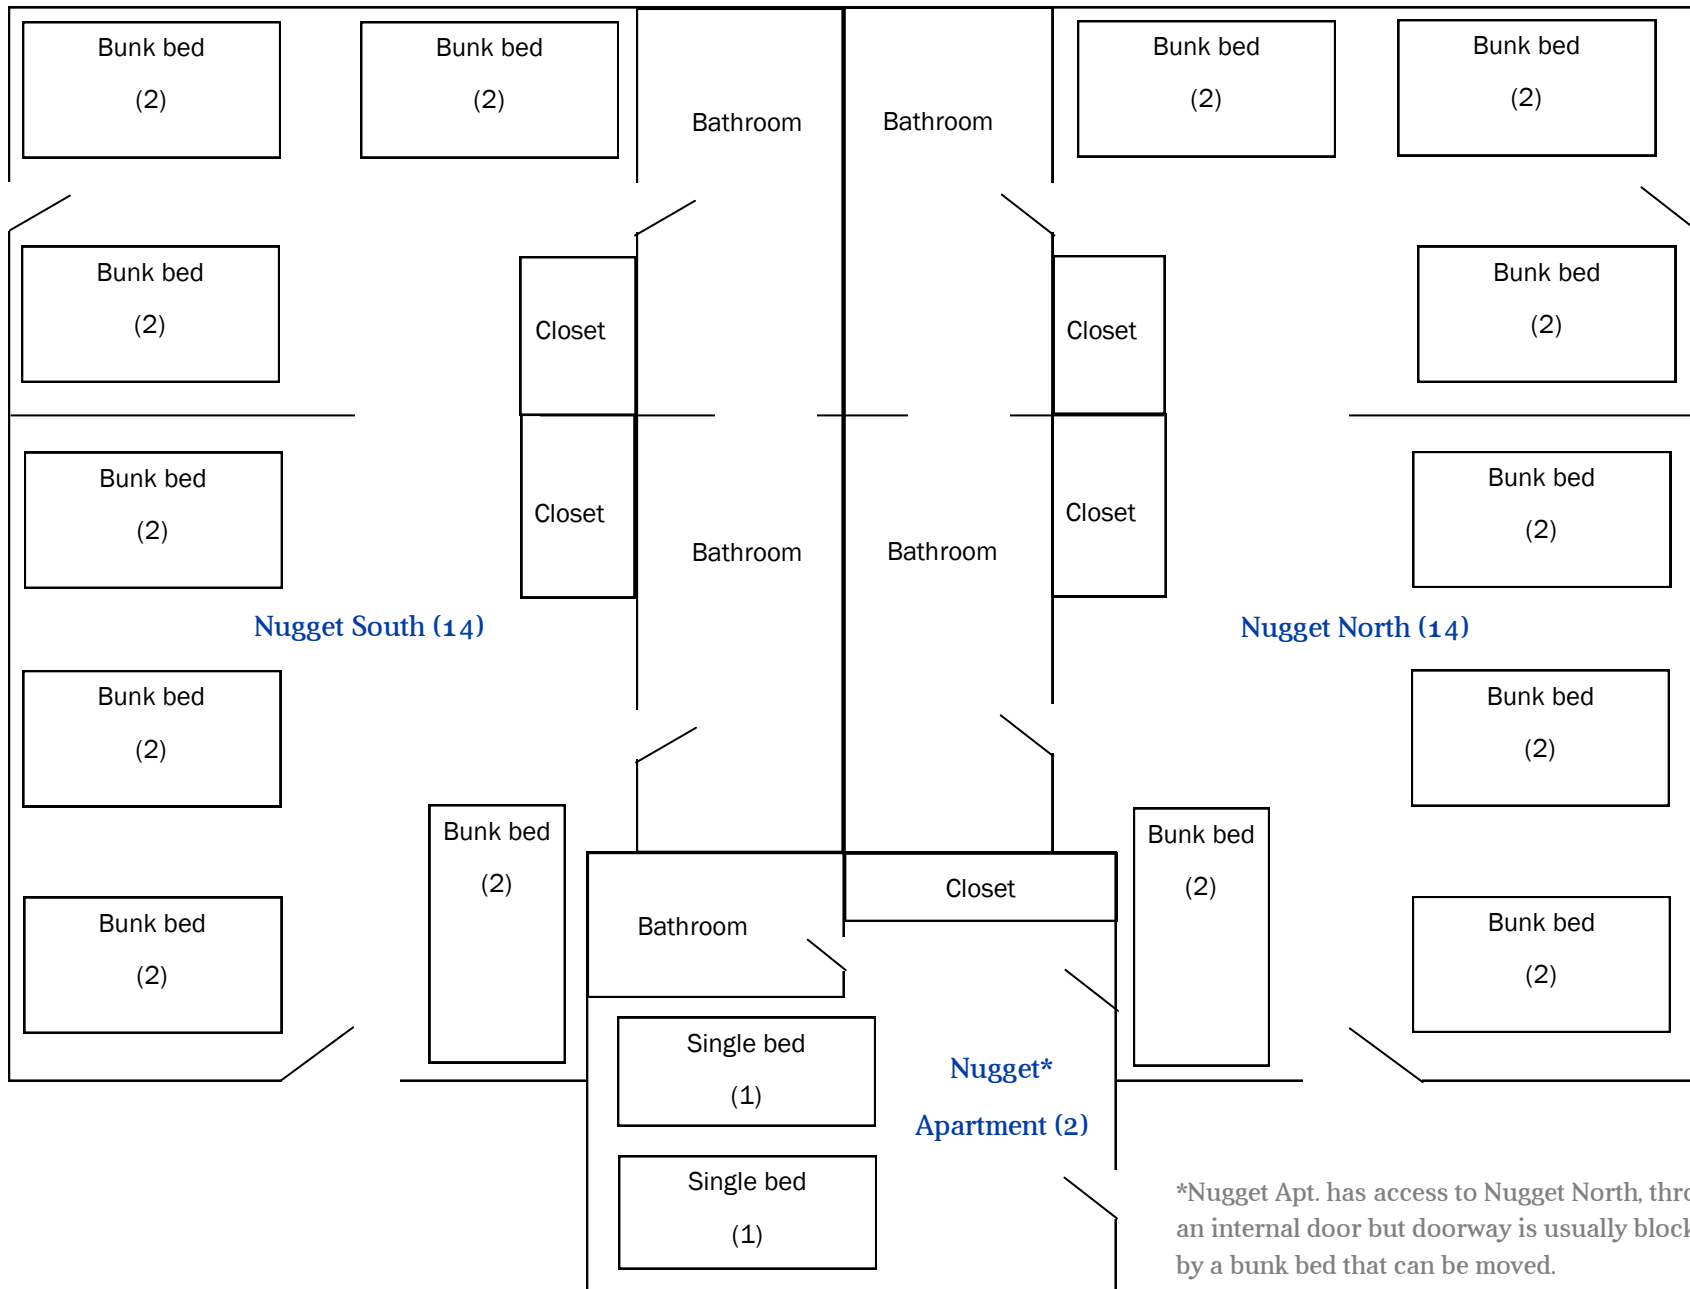 Bunk bed
(2)
Bunk bed
(2)
Bathroom
Bathroom
Bunk bed
(2)
Bunk bed
(2)
Bunk bed
(2)
Closet
Closet
Bunk bed
(2)
Bunk bed
(2)
Closet
Bathroom
Bathroom
Closet
Bunk bed
(2)
Nugget South (14)
Nugget North (14)
Bunk bed
(2)
Bunk bed
(2)
Bunk bed
(2)
Bunk bed
(2)
Bunk bed
(2)
Bathroom
Closet
Bunk bed
(2)
Single bed
(1)
Nugget*
Apartment (2)
Single bed
(1)
*Nugget Apt. has access to Nugget North,
an internal door but doorway is usually
by a bunk bed that can be moved.